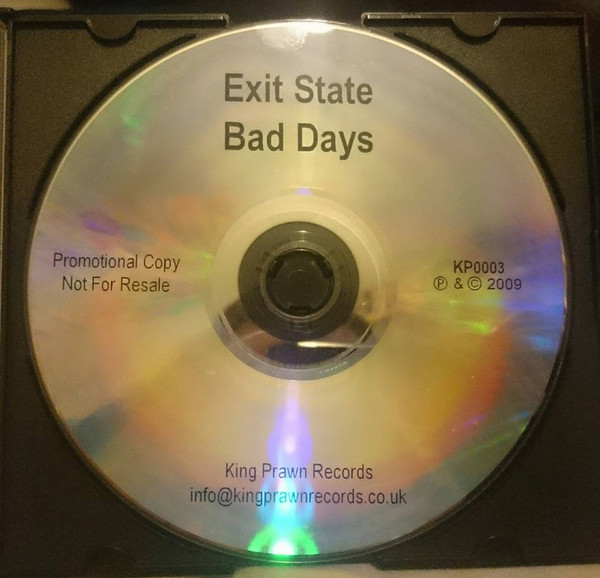 Exit State
Bad Days
Promotional Copy
Not For Resale
KP0003
℗ & © 2009
King Prawn Records
info@kingprawnrecords.co.uk